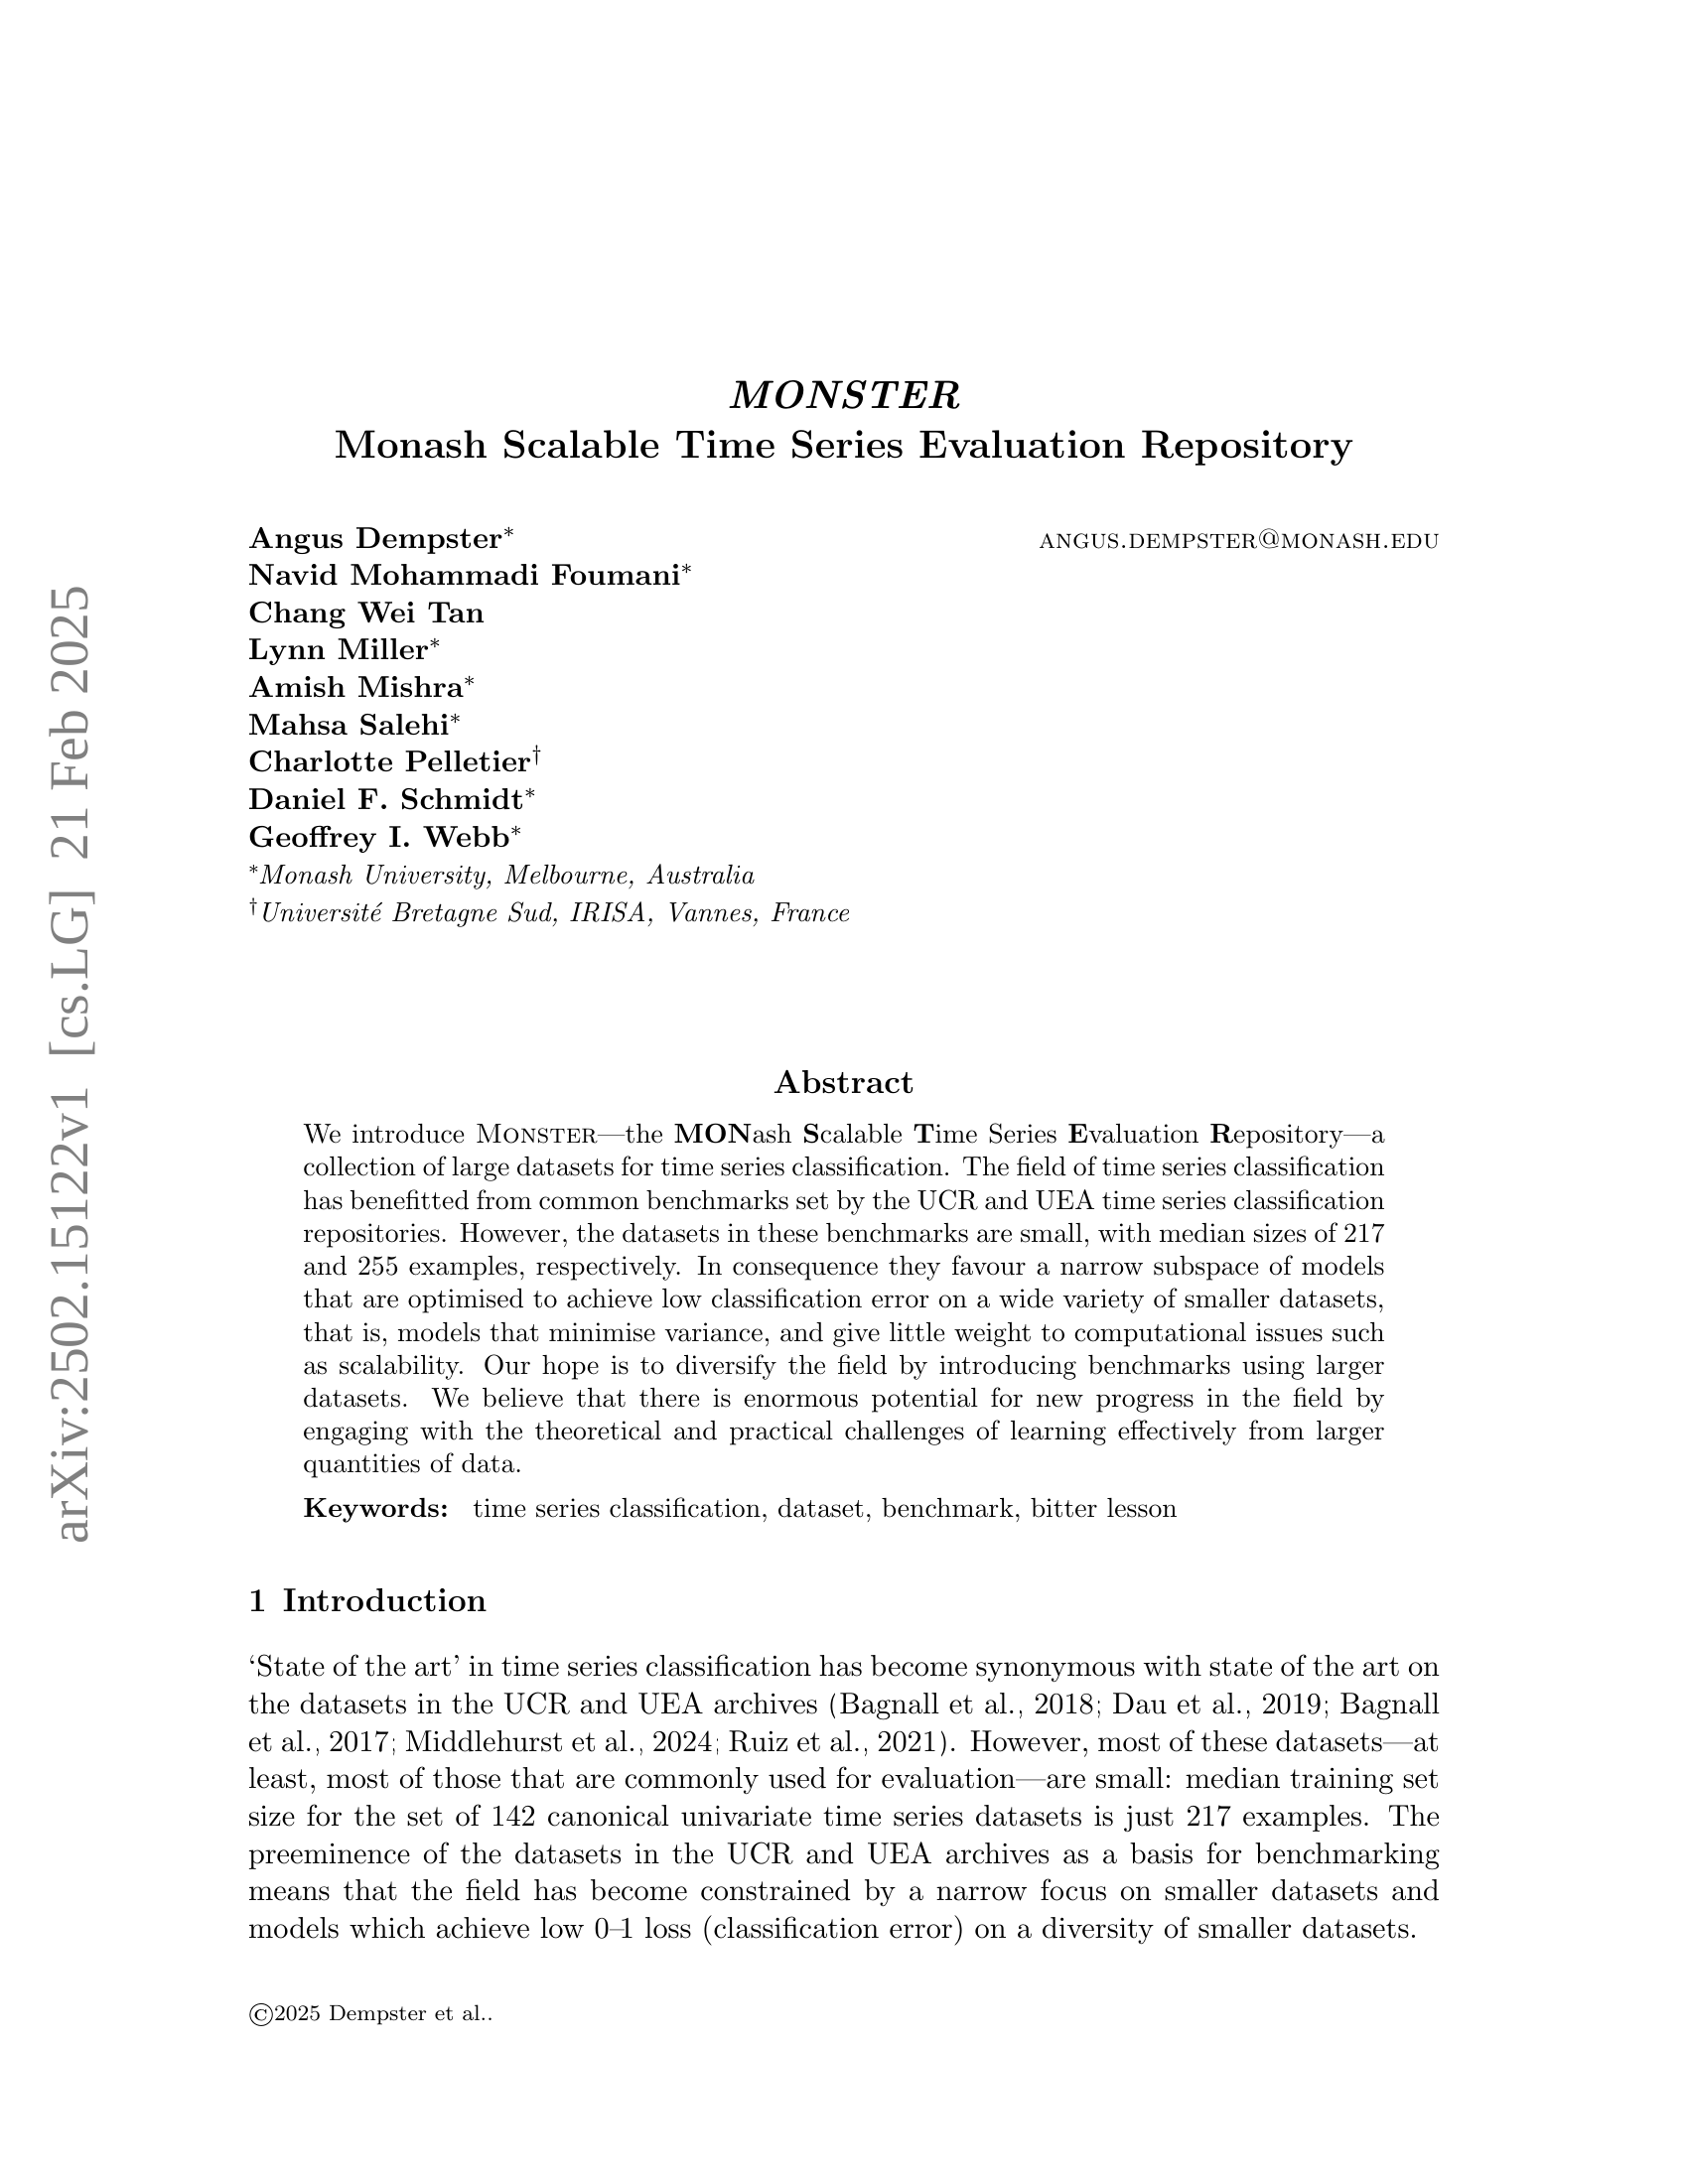 MONSTER
Monash Scalable Time Series Evaluation Repository
Angus Dempster*
ANGUS.DEMPSTER@MONASH.EDU
Navid Mohammadi Foumani*
Chang Wei Tan
Lynn Miller*
Amish Mishra*
Mahsa Salehi*
Charlotte Pelletier†
Daniel F. Schmidt*
Geoffrey I. Webb*
*Monash University, Melbourne, Australia
†Université Bretagne Sud, IRISA, Vannes, France
Abstract
We introduce MONSTER—the MONash Scalable Time Series Evaluation Repository—a
collection of large datasets for time series classification. The field of time series classification
has benefitted from common benchmarks set by the UCR and UEA time series classification
repositories. However, the datasets in these benchmarks are small, with median sizes of 217
and 255 examples, respectively. In consequence they favour a narrow subspace of models
that are optimised to achieve low classification error on a wide variety of smaller datasets,
that is, models that minimise variance, and give little weight to computational issues such
as scalability. Our hope is to diversify the field by introducing benchmarks using larger
datasets. We believe that there is enormous potential for new progress in the field by
engaging with the theoretical and practical challenges of learning effectively from larger
quantities of data.
Keywords: time series classification, dataset, benchmark, bitter lesson
1 Introduction
‘State of the art’ in time series classification has become synonymous with state of the art on
the datasets in the UCR and UEA archives (Bagnall et al., 2018; Dau et al., 2019; Bagnall
et al., 2017; Middlehurst et al., 2024; Ruiz et al., 2021). However, most of these datasets—at
least, most of those that are commonly used for evaluation—are small: median training set
size for the set of 142 canonical univariate time series datasets is just 217 examples. The
preeminence of the datasets in the UCR and UEA archives as a basis for benchmarking
means that the field has become constrained by a narrow focus on smaller datasets and
models which achieve low 0–1 loss (classification error) on a diversity of smaller datasets.
©2025 Dempster et al..
arXiv:2502.15122v1 [cs.LG] 21 Feb 2025